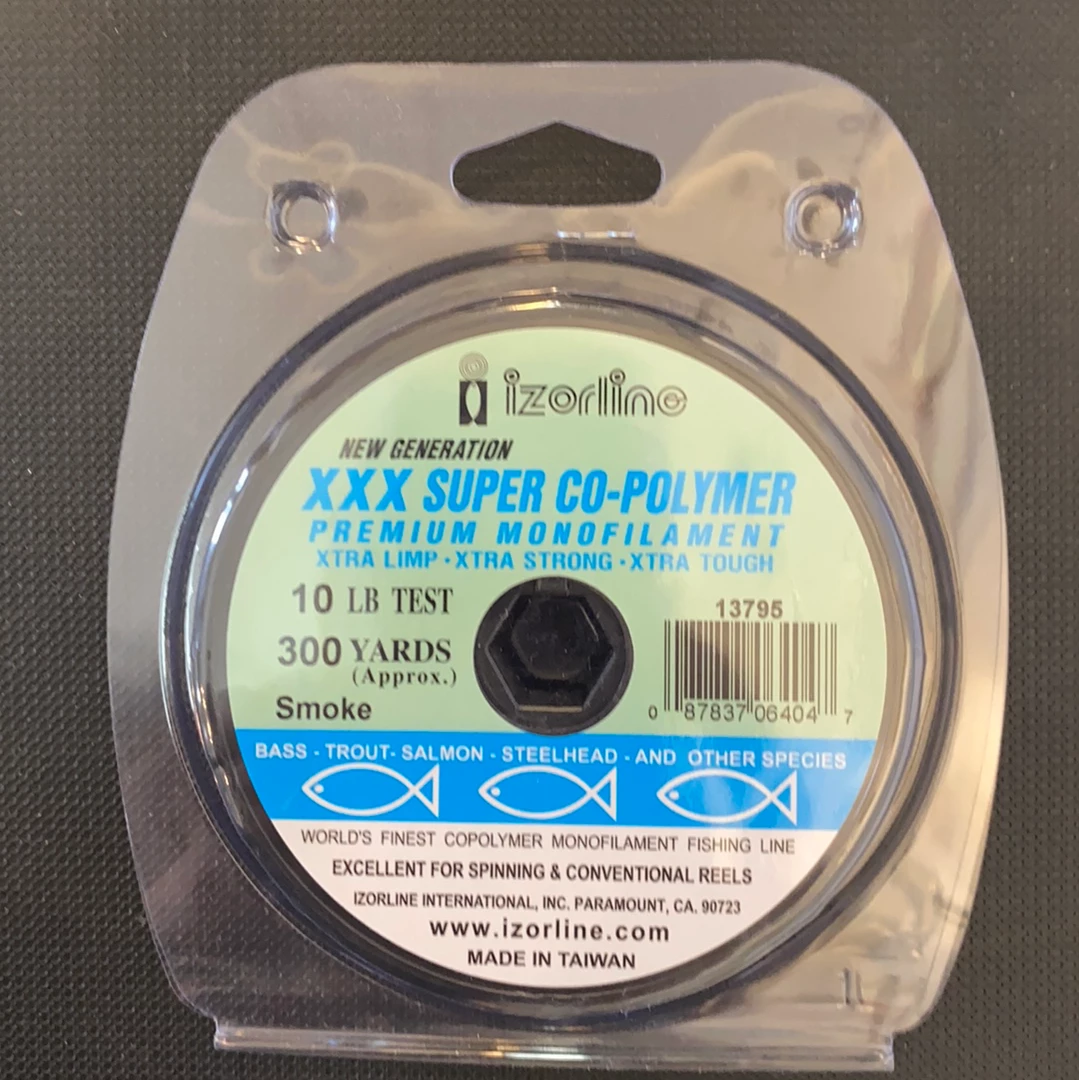 izorline
NEW GENERATION
XXX SUPER CO-POLYMER
PREMIUM MONOFILAMENT
XTRA LIMP · XTRA STRONG · XTRA TOUGH
10 LB TEST
300 YARDS
(Approx.)
Smoke
13795
0 87837 06404 7
BASS - TROUT- SALMON - STEELHEAD - AND OTHER SPECIES
WORLD'S FINEST COPOLYMER MONOFILAMENT FISHING LINE
EXCELLENT FOR SPINNING & CONVENTIONAL REELS
IZORLINE INTERNATIONAL, INC. PARAMOUNT, CA. 90723
www.izorline.com
MADE IN TAIWAN